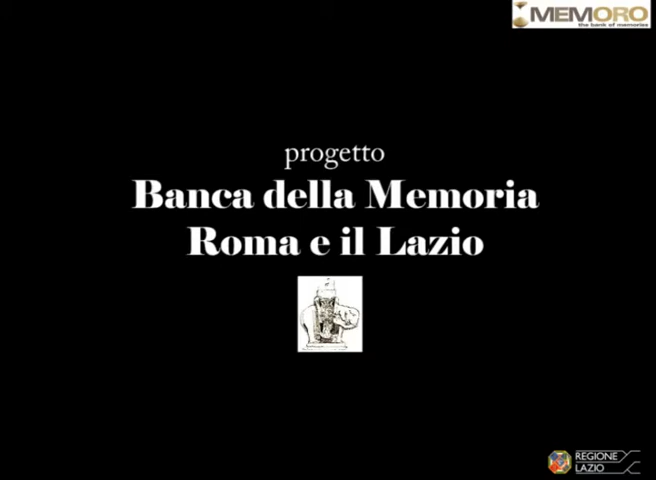 MEMORO
the bank of memories
progetto
Banca della Memoria
Roma e il Lazio
REGIONE
LAZIO